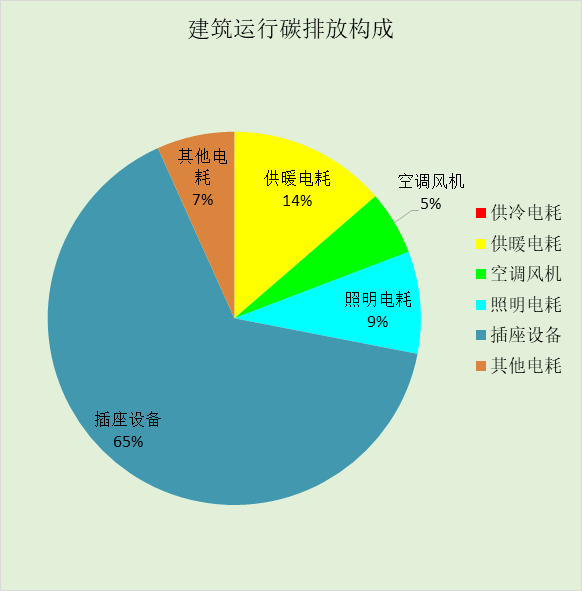 建筑运行碳排放构成
其他电
耗
7%
供暖电耗
14%
空调风机
5%
照明电耗
9%
插座设备
65%
供冷电耗
供暖电耗
空调风机
照明电耗
插座设备
其他电耗